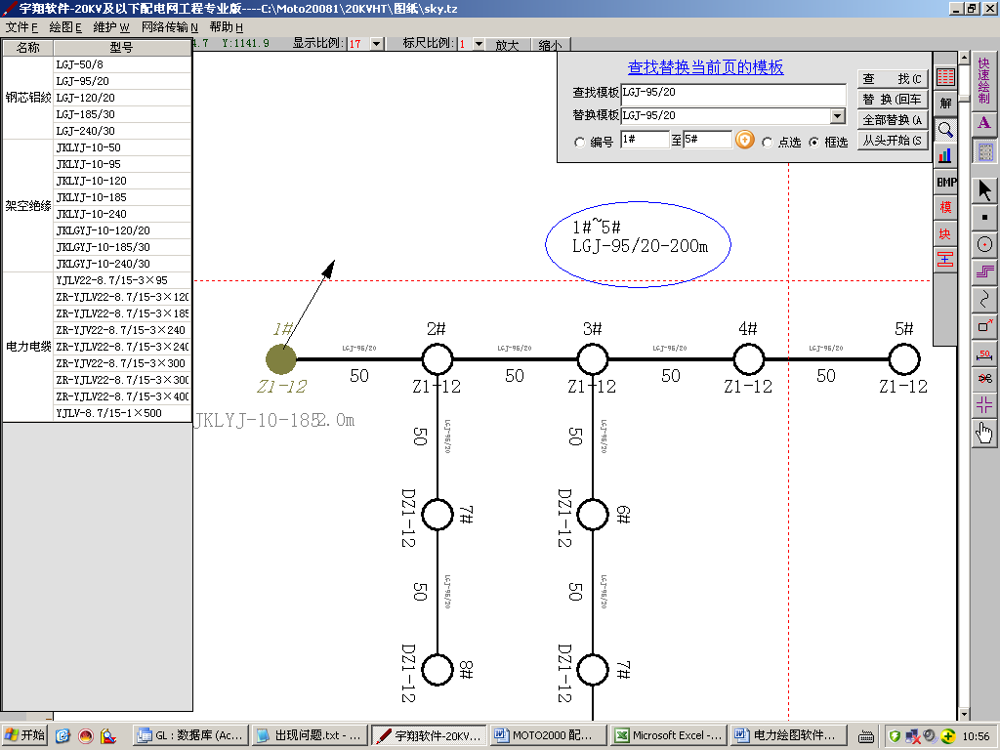 宇翔软件-20KV及以下配电网工程专业版----C:\Moto20081\20KVHT\图纸\sky.tz
文件F 绘图E 维护W 网络传输N 帮助H
4.7 Y:1141.9 显示比例: 17 标尺比例: 1 放大 缩小
名称 型号
钢芯铝绞
LGJ-50/8
LGJ-95/20
LGJ-120/20
LGJ-185/30
LGJ-240/30
架空绝缘
JKLYJ-10-50
JKLYJ-10-95
JKLYJ-10-120
JKLYJ-10-185
JKLYJ-10-240
JKLGYJ-10-120/20
JKLGYJ-10-185/30
JKLGYJ-10-240/30
电力电缆
YJLV22-8.7/15-3×95
ZR-YJLV22-8.7/15-3×120
ZR-YJLV22-8.7/15-3×185
ZR-YJV22-8.7/15-3×240
ZR-YJLV22-8.7/15-3×240
ZR-YJV22-8.7/15-3×300
ZR-YJLV22-8.7/15-3×300
ZR-YJLV22-8.7/15-3×400
YJLV-8.7/15-1×500
查找替换当前页的模板
查找模板 LGJ-95/20
替换模板 LGJ-95/20
编号 1# 至 5# 点选 框选
查 找(C
替 换(回车
全部替换(A
从头开始(S
解
BMP
模
块
王
快速绘制
A
50
1#~5#
LGJ-95/20-200m
1# 2# 3# 4# 5#
LGJ-95/20 LGJ-95/20 LGJ-95/20 LGJ-95/20
50 50 50 50
Z1-12 Z1-12 Z1-12 Z1-12 Z1-12
JKLYJ-10-185 2.0m
50 LGJ-95/20 50 LGJ-95/20
DZ1-12 7# DZ1-12 6#
50 LGJ-95/20 50 LGJ-95/20
DZ1-12 8# DZ1-12 7#
开始 GL : 数据库 (Ac... 出现问题.txt - ... 宇翔软件-20KV... MOTO2000 配... Microsoft Excel -... 电力绘图软件... 10:56